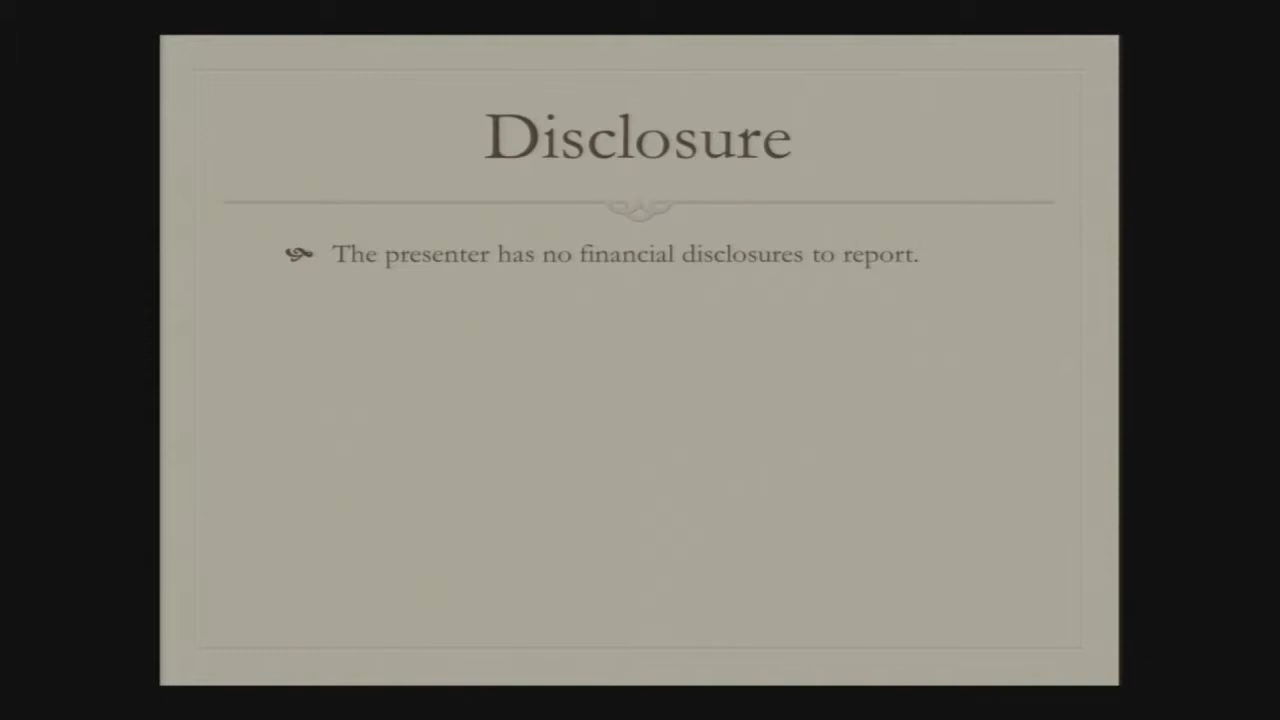 Disclosure
The presenter has no financial disclosures to report.